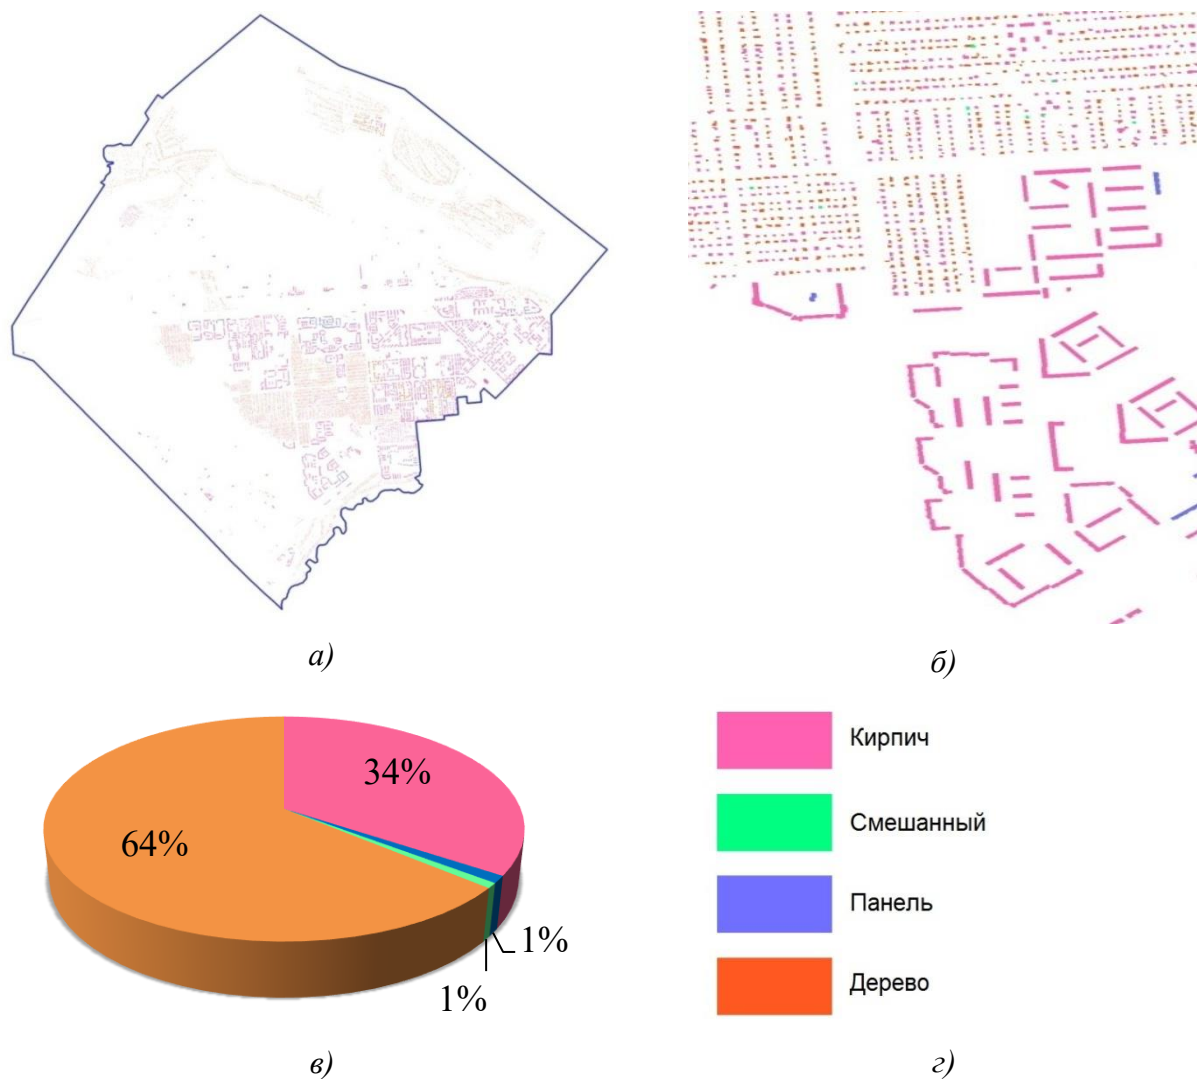 а)
б)
34%
64%
1%
1%
в)
Кирпич
Смешанный
Панель
Дерево
г)